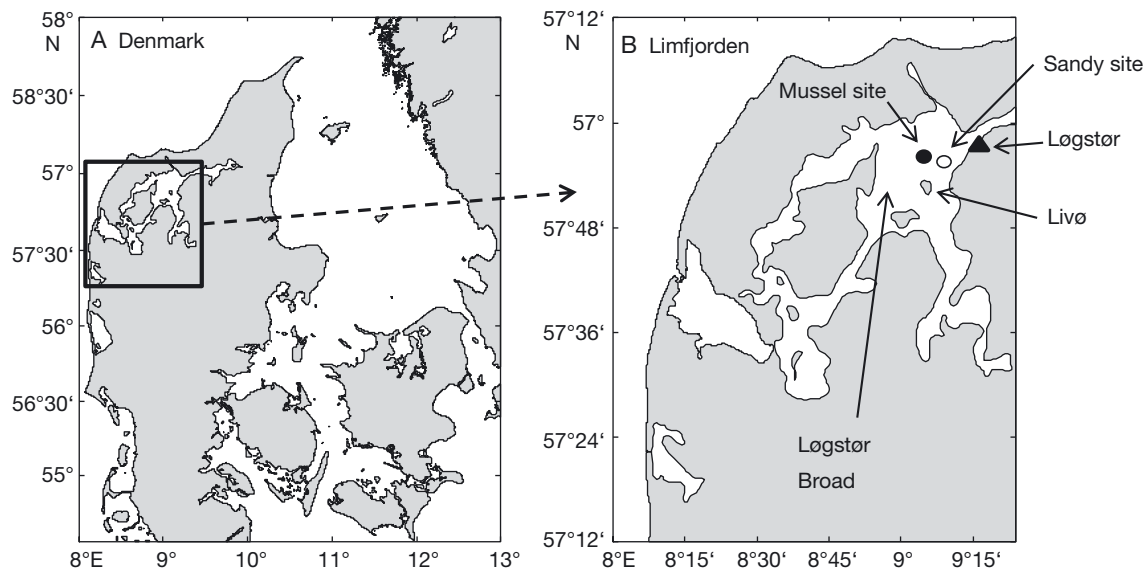 58°
N
A Denmark
58°30‘
57°
57°30‘
56°
56°30‘
55°
8°E
9°
10°
11°
12°
13°
57°12‘
N
B Limfjorden
57°
57°48‘
57°36‘
57°24‘
57°12‘
8°E
8°15‘
8°30‘
8°45‘
9°
9°15‘
Mussel site
Sandy site
Løgstør
Livø
Løgstør
Broad